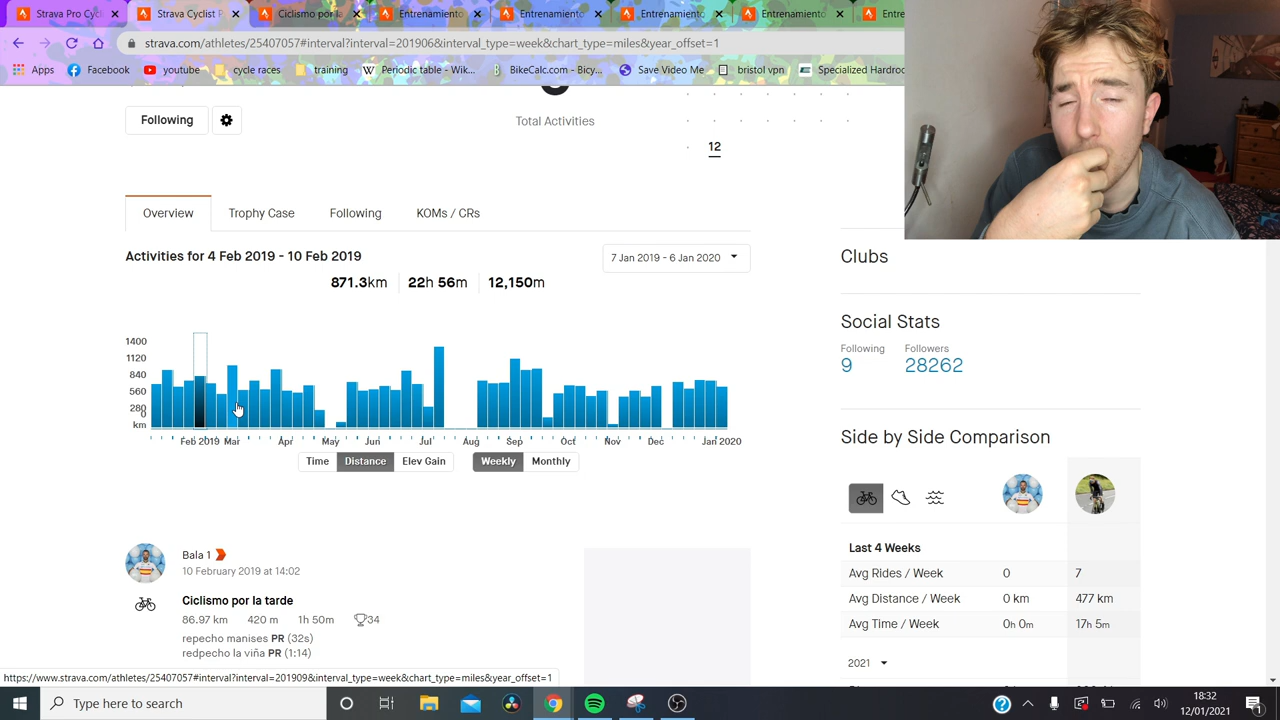 Strava Pro Cyc
Strava Cyclist P
Ciclismo por la
Entrenamiento
Entrenamiento
Entrenamiento
Entrenamiento
Entre
strava.com/athletes/25407057#interval?interval=201906&interval_type=week&chart_type=miles&year_offset=1
Apps
Facebook
youtube
cycle races
training
Periodic table - Wik...
BikeCalc.com - Bicy...
Save Video Me
bristol vpn
Specialized Hardroc
Following
Total Activities
12
Overview
Trophy Case
Following
KOMs / CRs
Activities for 4 Feb 2019 - 10 Feb 2019
7 Jan 2019 - 6 Jan 2020
871.3km
22h 56m
12,150m
1400
1120
840
560
280
0
km
Feb 2019
Mar
Apr
May
Jun
Jul
Aug
Sep
Oct
Nov
Dec
Jan 2020
Time
Distance
Elev Gain
Weekly
Monthly
Bala 1
10 February 2019 at 14:02
Ciclismo por la tarde
86.97 km
420 m
1h 50m
34
repecho manises PR (32s)
redpecho la viña PR (1:14)
Clubs
Social Stats
Following
Followers
9
28262
Side by Side Comparison
Last 4 Weeks
Avg Rides / Week 0 7
Avg Distance / Week 0 km 477 km
Avg Time / Week 0h 0m 17h 5m
2021
https://www.strava.com/athletes/25407057#interval?interval=201909&interval_type=week&chart_type=miles&year_offset=1
Type here to search
18:32
12/01/2021
1